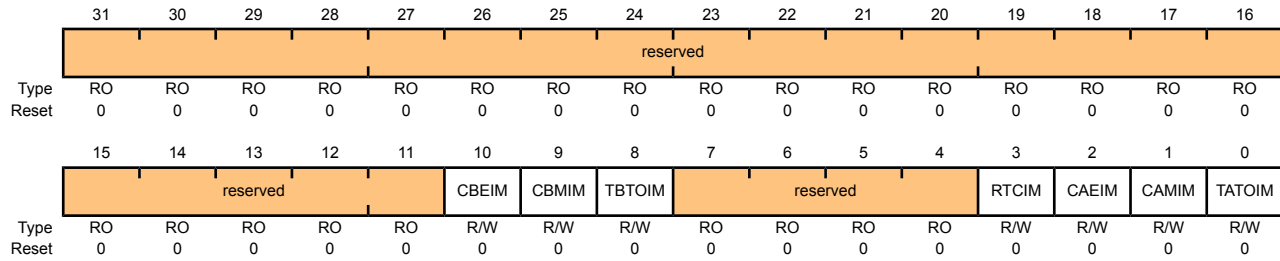 31 30 29 28 27 26 25 24 23 22 21 20 19 18 17 16
reserved
Type RO RO RO RO RO RO RO RO RO RO RO RO RO RO RO RO
Reset 0 0 0 0 0 0 0 0 0 0 0 0 0 0 0 0
15 14 13 12 11 10 9 8 7 6 5 4 3 2 1 0
reserved CBEIM CBMIM TBTOIM reserved RTCIM CAEIM CAMIM TATOIM
Type RO RO RO RO RO R/W R/W R/W RO RO RO RO R/W R/W R/W R/W
Reset 0 0 0 0 0 0 0 0 0 0 0 0 0 0 0 0